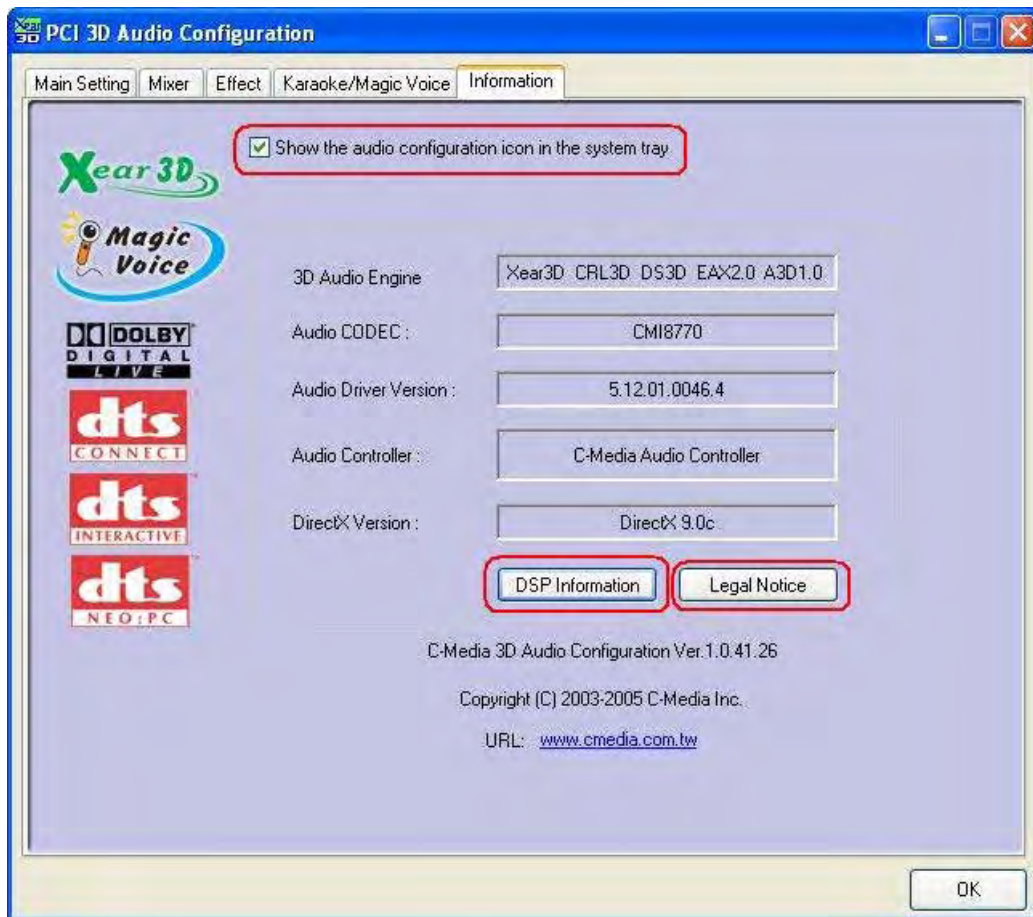 Xear 3D PCI 3D Audio Configuration
Main Setting Mixer Effect Karaoke/Magic Voice Information
Show the audio configuration icon in the system tray
Xear 3D
Magic
Voice
DOLBY
DIGITAL
LIVE
dts
CONNECT
dts
INTERACTIVE
dts
NEO:PC
3D Audio Engine Xear3D CRL3D DS3D EAX2.0 A3D1.0
Audio CODEC : CMI8770
Audio Driver Version : 5.12.01.0046.4
Audio Controller : C-Media Audio Controller
DirectX Version : DirectX 9.0c
DSP Information Legal Notice
C-Media 3D Audio Configuration Ver.1.0.41.26
Copyright (C) 2003-2005 C-Media Inc.
URL: www.cmedia.com.tw
OK